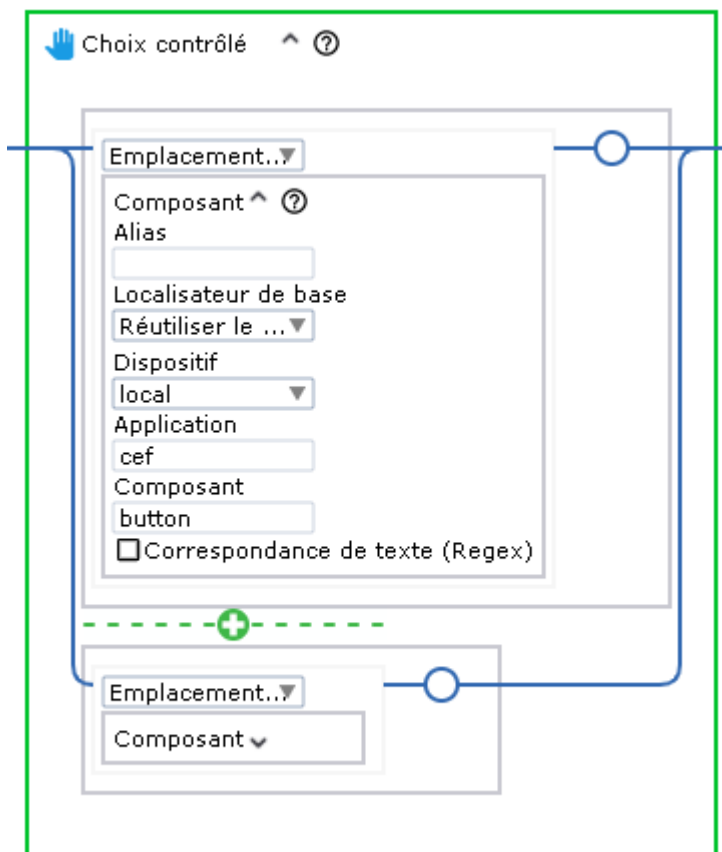 Choix contrôlé
Emplacement...
Composant
Alias
Localisateur de base
Réutiliser le ...
Dispositif
local
Application
cef
Composant
button
Correspondance de texte (Regex)
Emplacement...
Composant